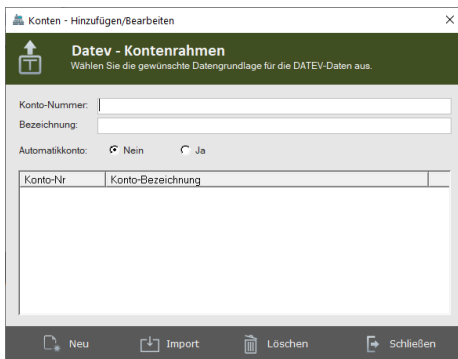 Konten - Hinzufügen/Bearbeiten
Datev - Kontenrahmen
Wählen Sie die gewünschte Datengrundlage für die DATEV-Daten aus.
Konto-Nummer:
Bezeichnung:
Automatikkonto: Nein Ja
Konto-Nr Konto-Bezeichnung
Neu Import Löschen Schließen